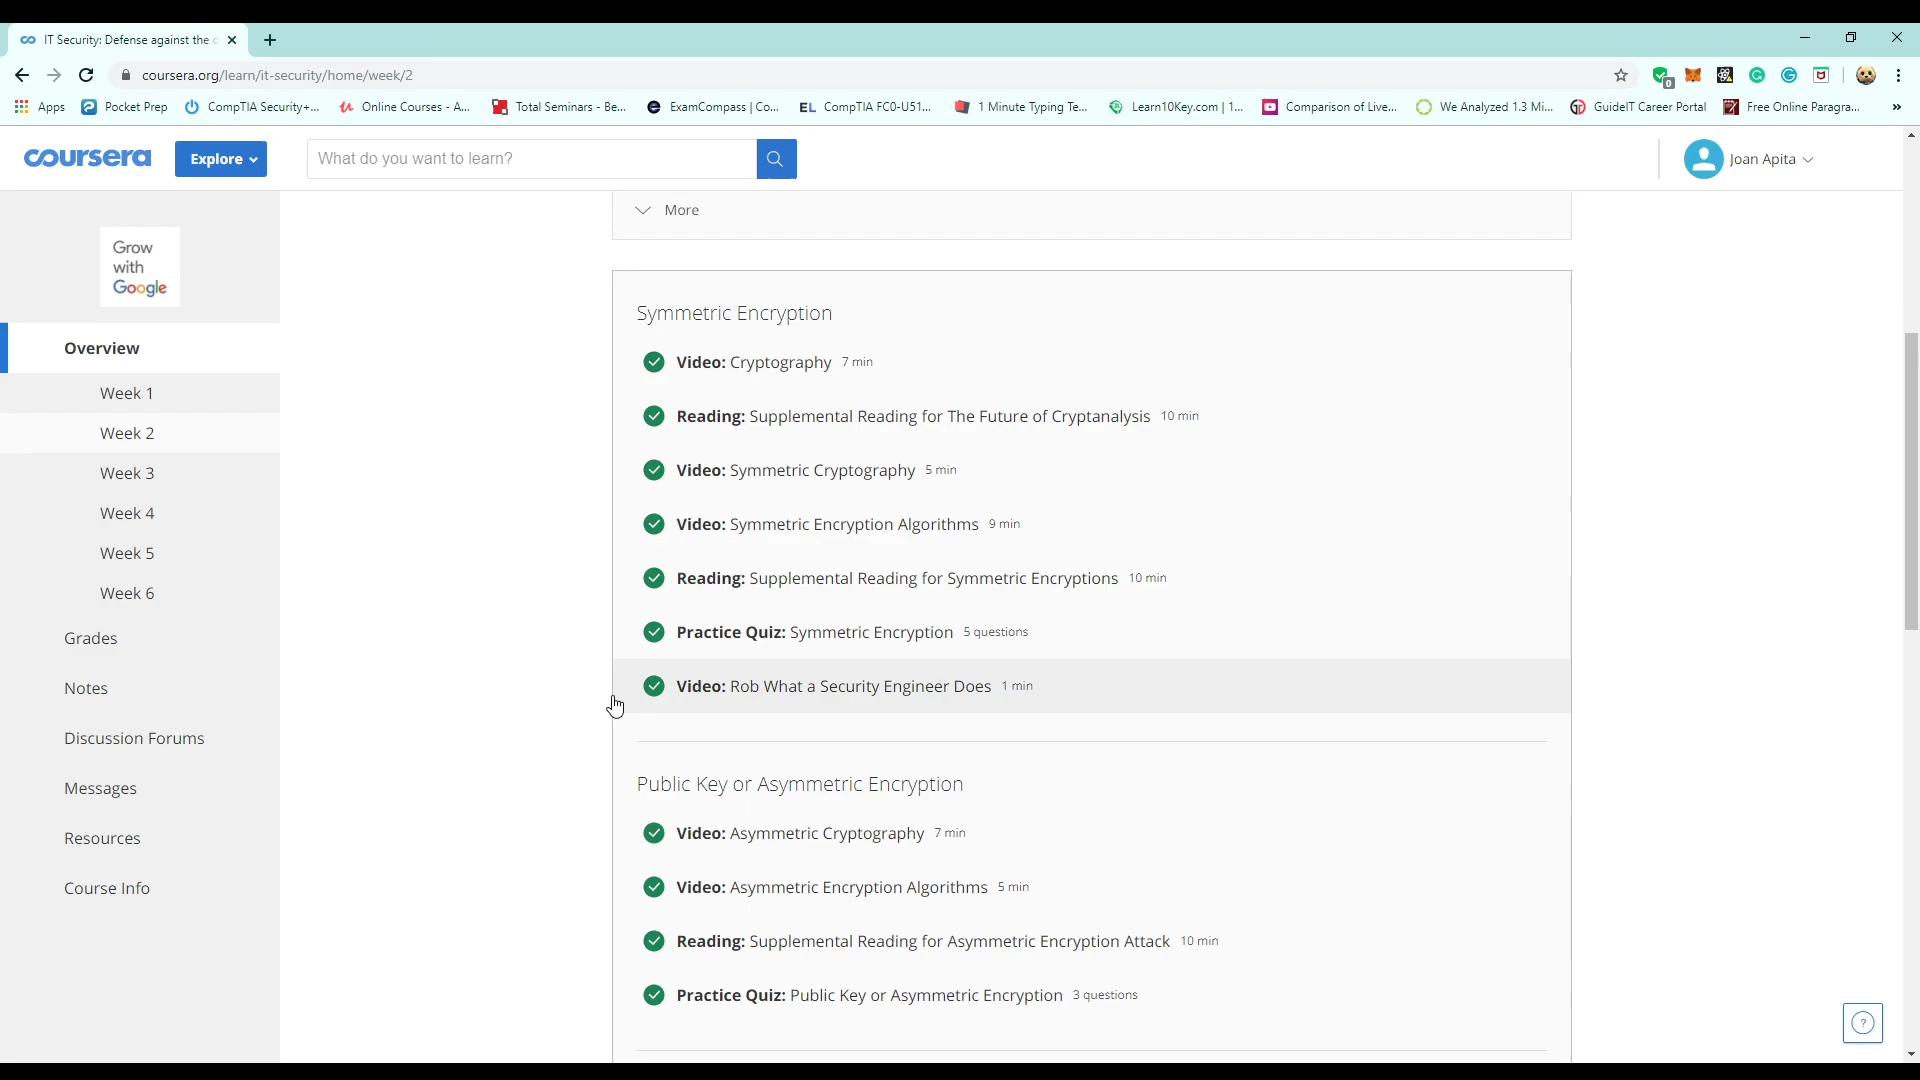 IT Security: Defense against the d
coursera.org/learn/it-security/home/week/2
Apps
Pocket Prep
CompTIA Security+...
Online Courses - A...
Total Seminars - Be...
ExamCompass | Co...
EL CompTIA FC0-U51...
1 Minute Typing Te...
Learn10Key.com | 1...
Comparison of Live...
We Analyzed 1.3 Mi...
GuideIT Career Portal
Free Online Paragra...
»
coursera
Explore
What do you want to learn?
Joan Apita
Grow
with
Google
Overview
Week 1
Week 2
Week 3
Week 4
Week 5
Week 6
Grades
Notes
Discussion Forums
Messages
Resources
Course Info
More
Symmetric Encryption
Video: Cryptography 7 min
Reading: Supplemental Reading for The Future of Cryptanalysis 10 min
Video: Symmetric Cryptography 5 min
Video: Symmetric Encryption Algorithms 9 min
Reading: Supplemental Reading for Symmetric Encryptions 10 min
Practice Quiz: Symmetric Encryption 5 questions
Video: Rob What a Security Engineer Does 1 min
Public Key or Asymmetric Encryption
Video: Asymmetric Cryptography 7 min
Video: Asymmetric Encryption Algorithms 5 min
Reading: Supplemental Reading for Asymmetric Encryption Attack 10 min
Practice Quiz: Public Key or Asymmetric Encryption 3 questions
?